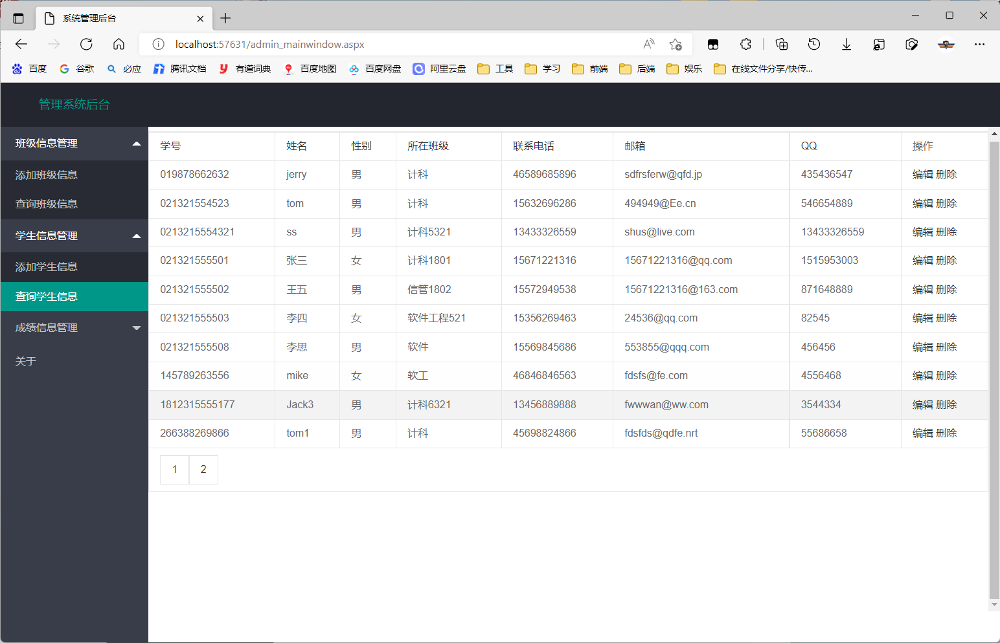 系统管理后台
localhost:57631/admin_mainwindow.aspx
百度 谷歌 必应 腾讯文档 有道词典 百度地图 百度网盘 阿里云盘 工具 学习 前端 后端 娱乐 在线文件分享/快传...
管理系统后台
班级信息管理
添加班级信息
查询班级信息
学生信息管理
添加学生信息
查询学生信息
成绩信息管理
关于
学号 姓名 性别 所在班级 联系电话 邮箱 QQ 操作
019878662632 jerry 男 计科 46589685896 sdfrsferw@qfd.jp 435436547 编辑 删除
021321554523 tom 男 计科 15632696286 494949@Ee.cn 546654889 编辑 删除
0213215554321 ss 男 计科5321 13433326559 shus@live.com 13433326559 编辑 删除
021321555501 张三 女 计科1801 15671221316 15671221316@qq.com 1515953003 编辑 删除
021321555502 王五 男 信管1802 15572949538 15671221316@163.com 871648889 编辑 删除
021321555503 李四 女 软件工程521 15356269463 24536@qq.com 82545 编辑 删除
021321555508 李思 男 软件 15569845686 553855@qqq.com 456456 编辑 删除
145789263556 mike 女 软工 46846846563 fdsfs@fe.com 4556468 编辑 删除
1812315555177 Jack3 男 计科6321 13456889888 fwwwan@ww.com 3544334 编辑 删除
266388269866 tom1 男 计科 45698824866 fdsfds@qdfe.nrt 55686658 编辑 删除
1 2